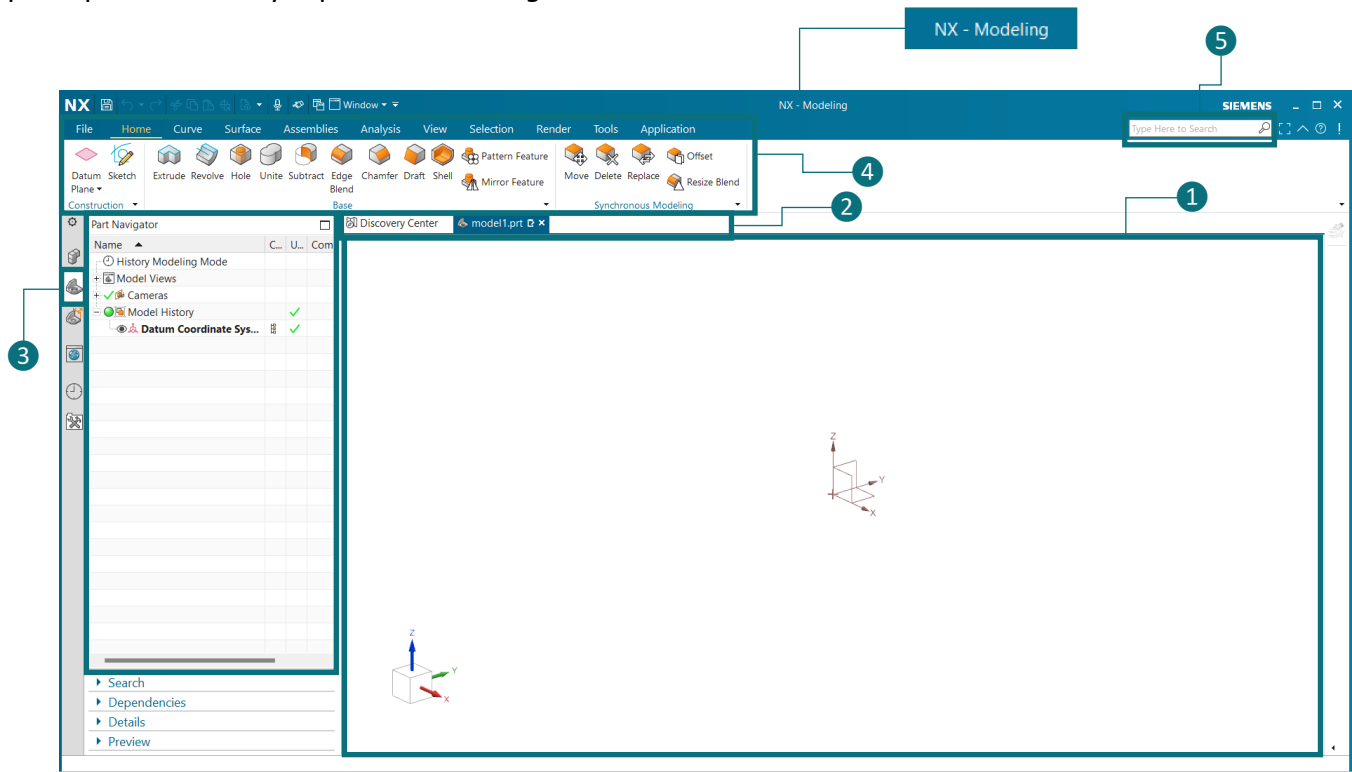 NX - Modeling
5
NX Window NX - Modeling SIEMENS
File Home Curve Surface Assemblies Analysis View Selection Render Tools Application Type Here to Search
Datum Plane Sketch Extrude Revolve Hole Unite Subtract Edge Blend Chamfer Draft Shell Pattern Feature Mirror Feature Move Delete Replace Offset Resize Blend
4
Construction Base Synchronous Modeling
2
1
Part Navigator Discovery Center model1.prt
Name C... U... Com
History Modeling Mode
Model Views
Cameras
Model History
Datum Coordinate Sys...
3
Z
Y
X
Z
Y
X
Search
Dependencies
Details
Preview